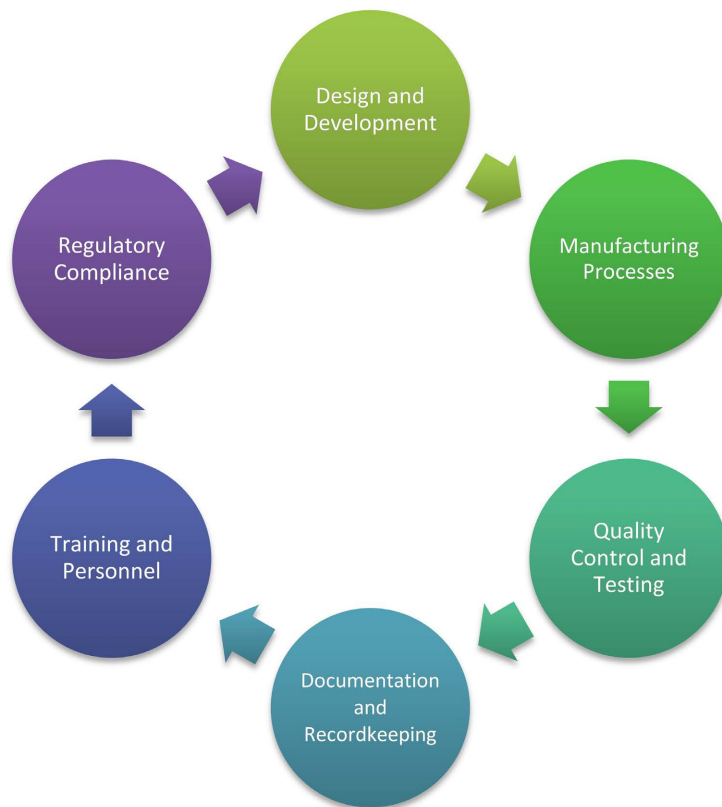 Design and
Development
Manufacturing
Processes
Quality
Control and
Testing
Documentation
and
Recordkeeping
Training and
Personnel
Regulatory
Compliance